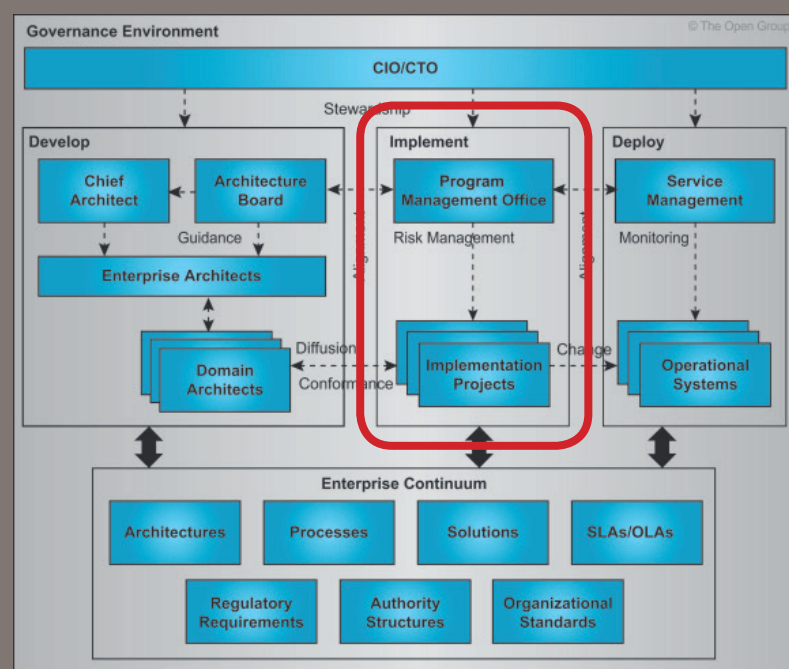 © The Open Group
Governance Environment
CIO/CTO
Stewardship
Develop
Chief
Architect
Architecture
Board
Guidance
Enterprise Architects
Domain
Architects
Alignment
Diffusion
Conformance
Implement
Program
Management Office
Risk Management
Implementation
Projects
Alignment
Change
Deploy
Service
Management
Monitoring
Operational
Systems
Enterprise Continuum
Architectures
Processes
Solutions
SLAs/OLAs
Regulatory
Requirements
Authority
Structures
Organizational
Standards